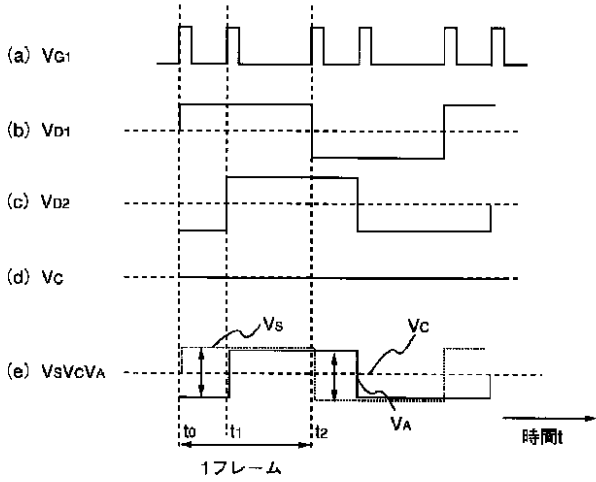 (a) VG1
(b) VD1
(c) VD2
(d) VC
VS
VC
(e) VSVCVA
VA
t0 t1 t2
時間t
1フレーム